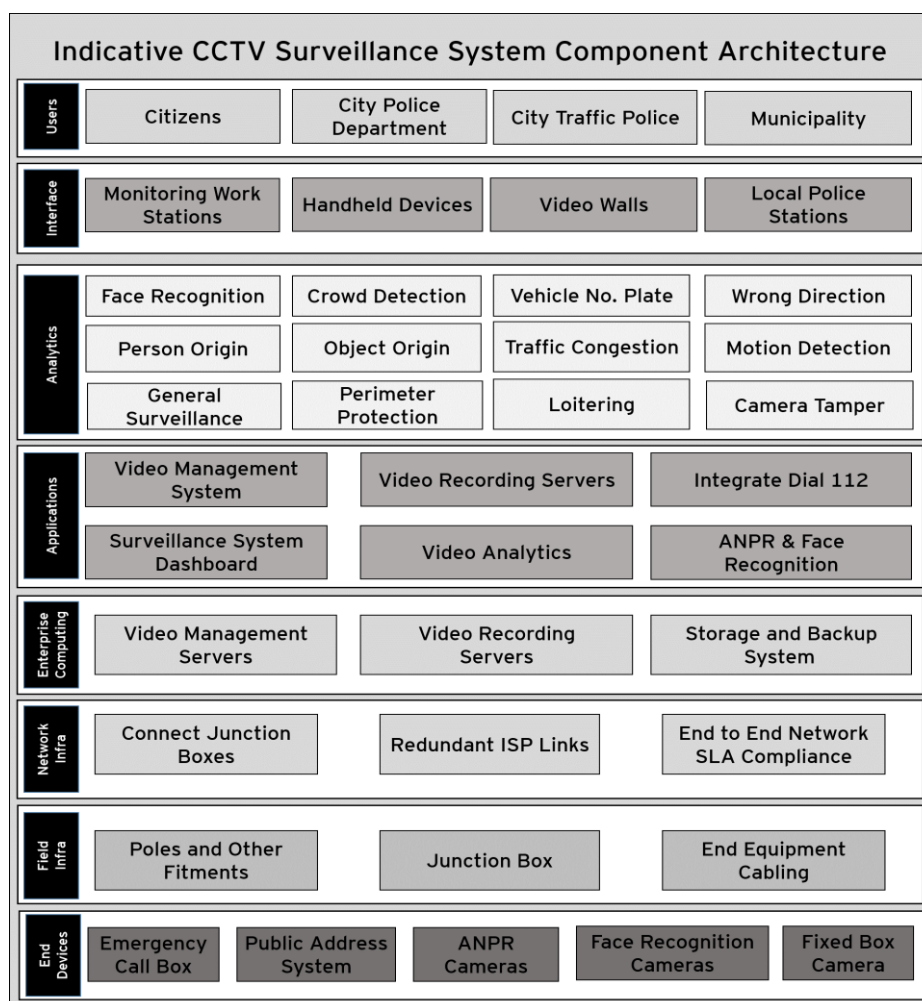 Indicative CCTV Surveillance System Component Architecture
Users
Citizens
City Police
Department
City Traffic Police
Municipality
Interface
Monitoring Work
Stations
Handheld Devices
Video Walls
Local Police
Stations
Analytics
Face Recognition
Crowd Detection
Vehicle No. Plate
Wrong Direction
Person Origin
Object Origin
Traffic Congestion
Motion Detection
General
Surveillance
Perimeter
Protection
Loitering
Camera Tamper
Applications
Video Management
System
Video Recording Servers
Integrate Dial 112
Surveillance System
Dashboard
Video Analytics
ANPR & Face
Recognition
Enterprise
Computing
Video Management
Servers
Video Recording
Servers
Storage and Backup
System
Network
Infra
Connect Junction
Boxes
Redundant ISP Links
End to End Network
SLA Compliance
Field
Infra
Poles and Other
Fitments
Junction Box
End Equipment
Cabling
End
Devices
Emergency
Call Box
Public Address
System
ANPR
Cameras
Face Recognition
Cameras
Fixed Box
Camera